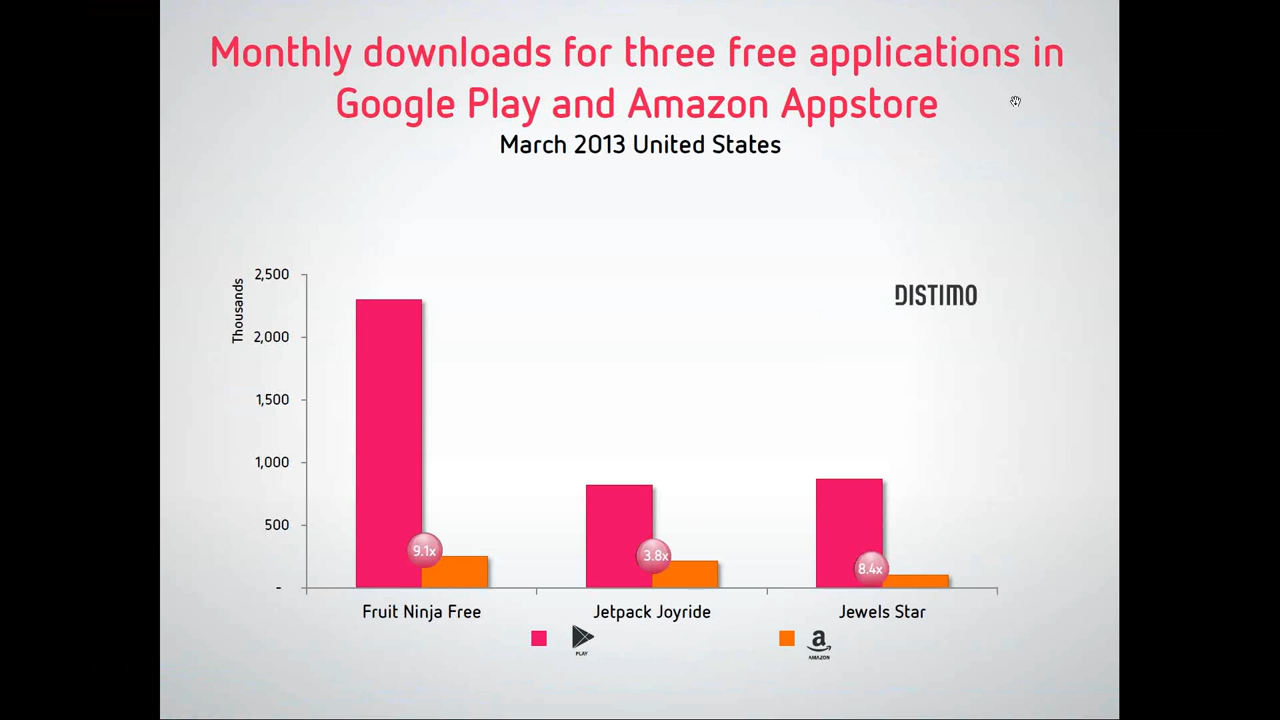 Monthly downloads for three free applications in
Google Play and Amazon Appstore
March 2013 United States
Thousands
2,500
2,000
1,500
1,000
500
-
DISTIMO
9.1x
3.8x
8.4x
Fruit Ninja Free
Jetpack Joyride
Jewels Star
PLAY
a
AMAZON